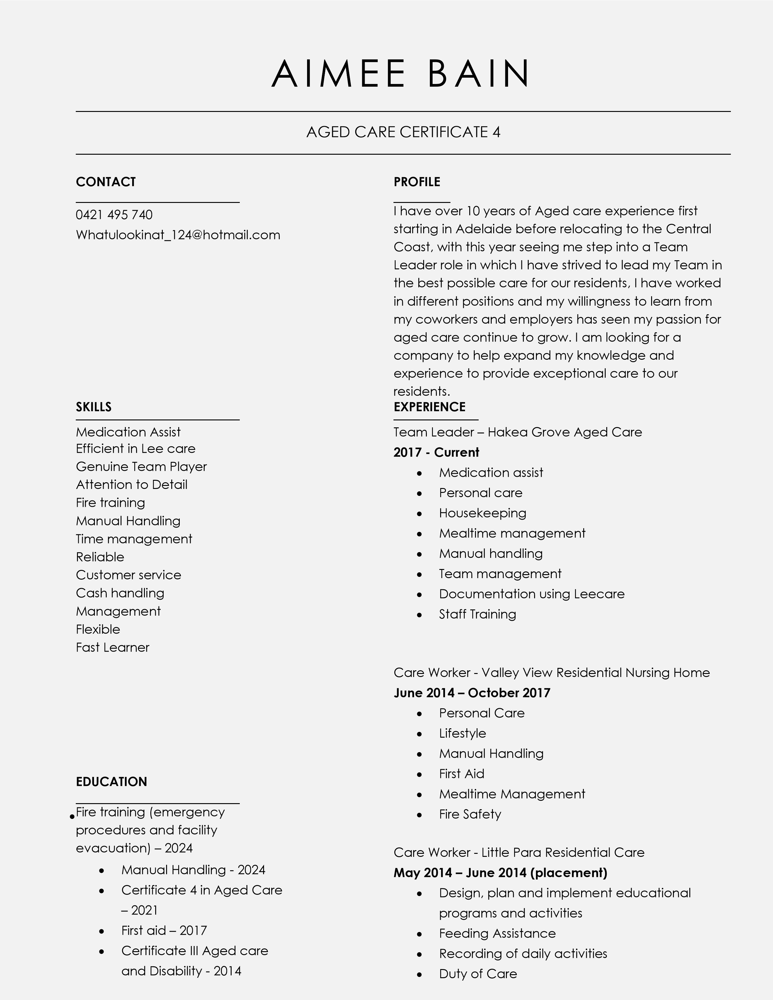 AIMEE BAIN
AGED CARE CERTIFICATE 4
CONTACT
0421 495 740
Whatulookinat_124@hotmail.com
PROFILE
I have over 10 years of Aged care experience first
starting in Adelaide before relocating to the Central
Coast, with this year seeing me step into a Team
Leader role in which I have strived to lead my Team in
the best possible care for our residents, I have worked
in different positions and my willingness to learn from
my coworkers and employers has seen my passion for
aged care continue to grow. I am looking for a
company to help expand my knowledge and
experience to provide exceptional care to our
residents.
SKILLS
Medication Assist
Efficient in Lee care
Genuine Team Player
Attention to Detail
Fire training
Manual Handling
Time management
Reliable
Customer service
Cash handling
Management
Flexible
Fast Learner
EXPERIENCE
Team Leader – Hakea Grove Aged Care
2017 - Current
• Medication assist
• Personal care
• Housekeeping
• Mealtime management
• Manual handling
• Team management
• Documentation using Leecare
• Staff Training
Care Worker - Valley View Residential Nursing Home
June 2014 – October 2017
• Personal Care
• Lifestyle
• Manual Handling
• First Aid
• Mealtime Management
• Fire Safety
Care Worker - Little Para Residential Care
May 2014 – June 2014 (placement)
• Design, plan and implement educational
programs and activities
• Feeding Assistance
• Recording of daily activities
• Duty of Care
EDUCATION
• Fire training (emergency
procedures and facility
evacuation) – 2024
• Manual Handling - 2024
• Certificate 4 in Aged Care
– 2021
• First aid – 2017
• Certificate III Aged care
and Disability - 2014